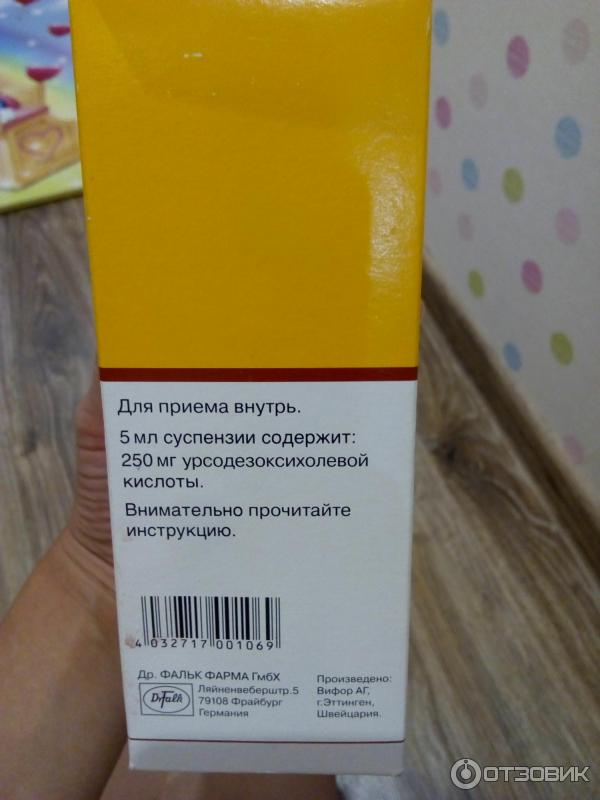 Для приема внутрь.
5 мл суспензии содержит:
250 мг урсодезоксихолевой
кислоты.
Внимательно прочитайте
инструкцию.
4 032717 001069
Др. ФАЛЬК ФАРМА ГмбХ
Dr Falk
Ляйненвеберштр.5
79108 Фрайбург
Германия
Произведено:
Вифор АГ,
г.Эттинген,
Швейцария.
ОТЗОВИК